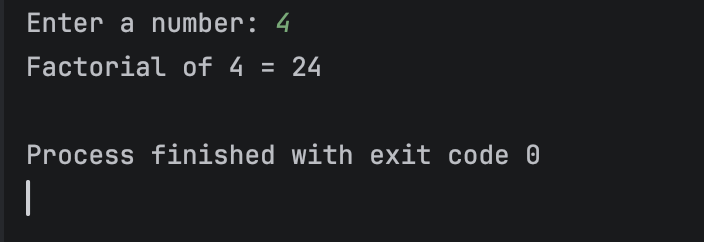 Enter a number: 4
Factorial of 4 = 24
Process finished with exit code 0